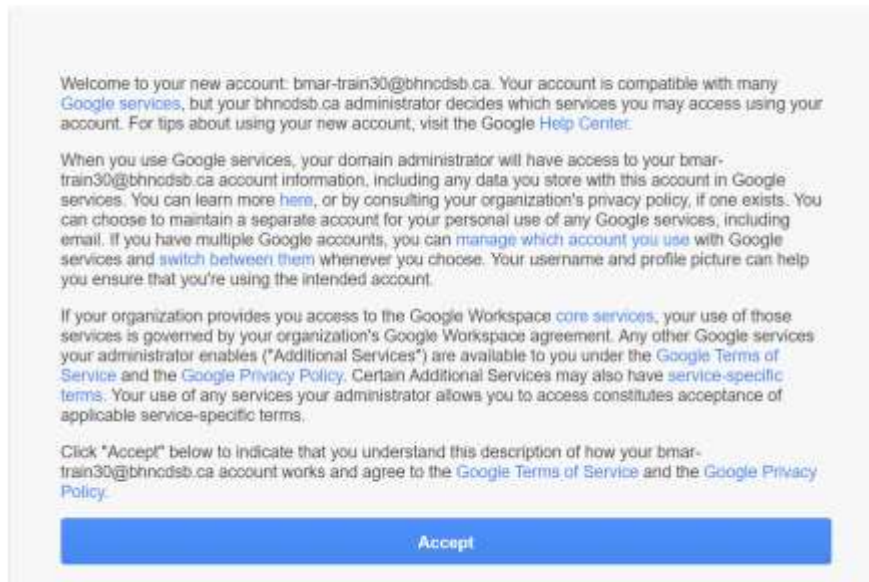 Welcome to your new account: bmar-train30@bhncdsb.ca. Your account is compatible with many
Google services, but your bhncdsb.ca administrator decides which services you may access using your
account. For tips about using your new account, visit the Google Help Center.
When you use Google services, your domain administrator will have access to your bmar-
train30@bhncdsb.ca account information, including any data you store with this account in Google
services. You can learn more here, or by consulting your organization's privacy policy, if one exists. You
can choose to maintain a separate account for your personal use of any Google services, including
email. If you have multiple Google accounts, you can manage which account you use with Google
services and switch between them whenever you choose. Your username and profile picture can help
you ensure that you're using the intended account.
If your organization provides you access to the Google Workspace core services, your use of those
services is governed by your organization's Google Workspace agreement. Any other Google services
your administrator enables ("Additional Services") are available to you under the Google Terms of
Service and the Google Privacy Policy. Certain Additional Services may also have service-specific
terms. Your use of any services your administrator allows you to access constitutes acceptance of
applicable service-specific terms.
Click "Accept" below to indicate that you understand this description of how your bmar-
train30@bhncdsb.ca account works and agree to the Google Terms of Service and the Google Privacy
Policy.
Accept